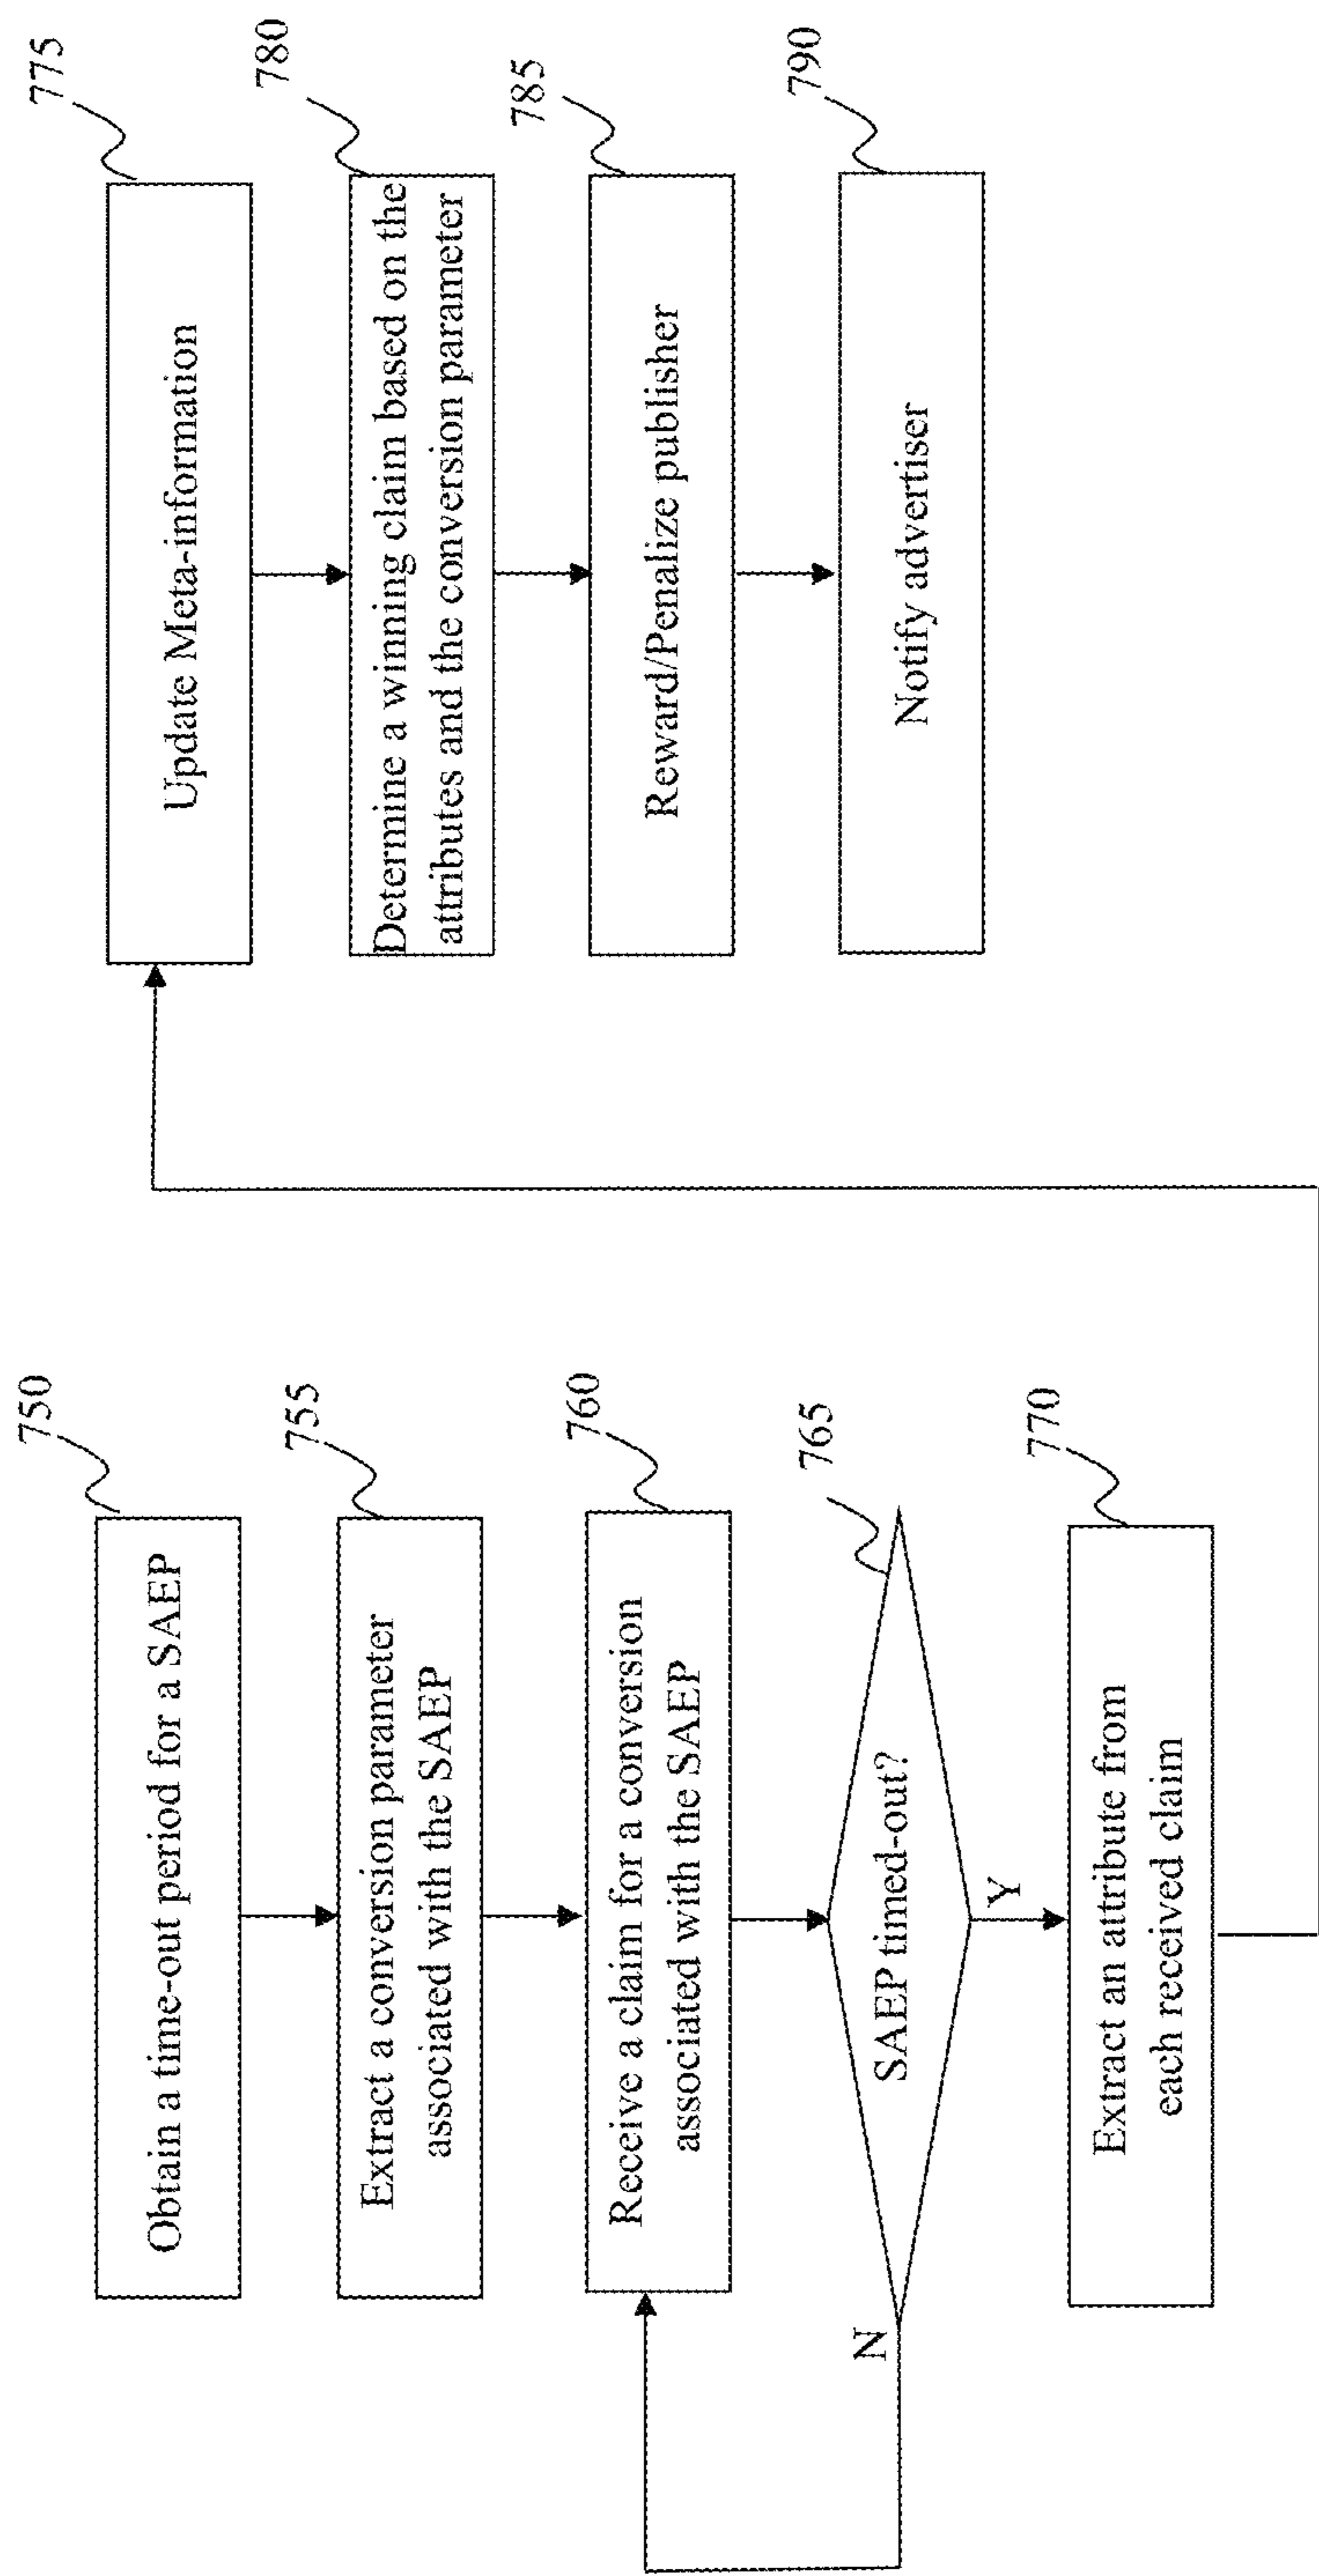 750
Obtain a time-out period for a SAEP
755
Extract a conversion parameter
associated with the SAEP
760
Receive a claim for a conversion
associated with the SAEP
765
SAEP timed-out?
N
Y
770
Extract an attribute from
each received claim
775
Update Meta-information
780
Determine a winning claim based on the
attributes and the conversion parameter
785
Reward/Penalize publisher
790
Notify advertiser